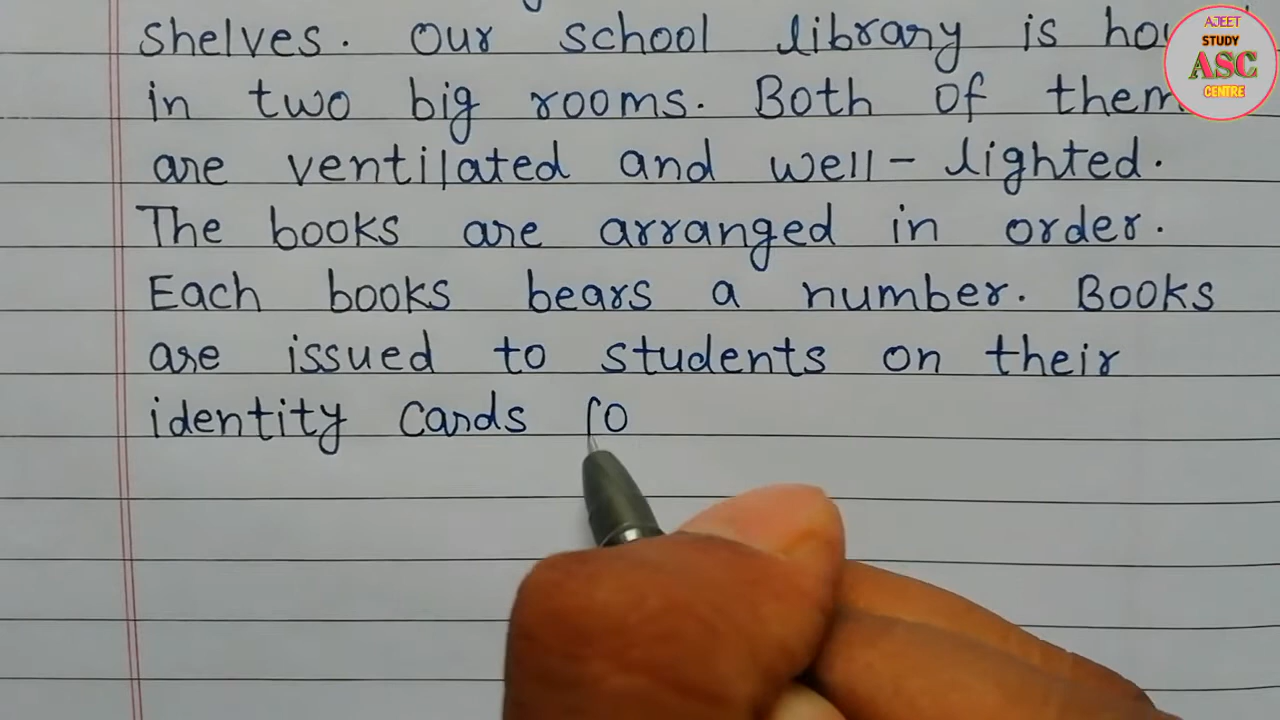 shelves. Our school library is
in two big rooms. Both of them
are ventilated and well-lighted.
The books are arranged in order.
Each books bears a number. Books
are issued to students on their
identity cards
AJEET
STUDY
ASC
CENTRE